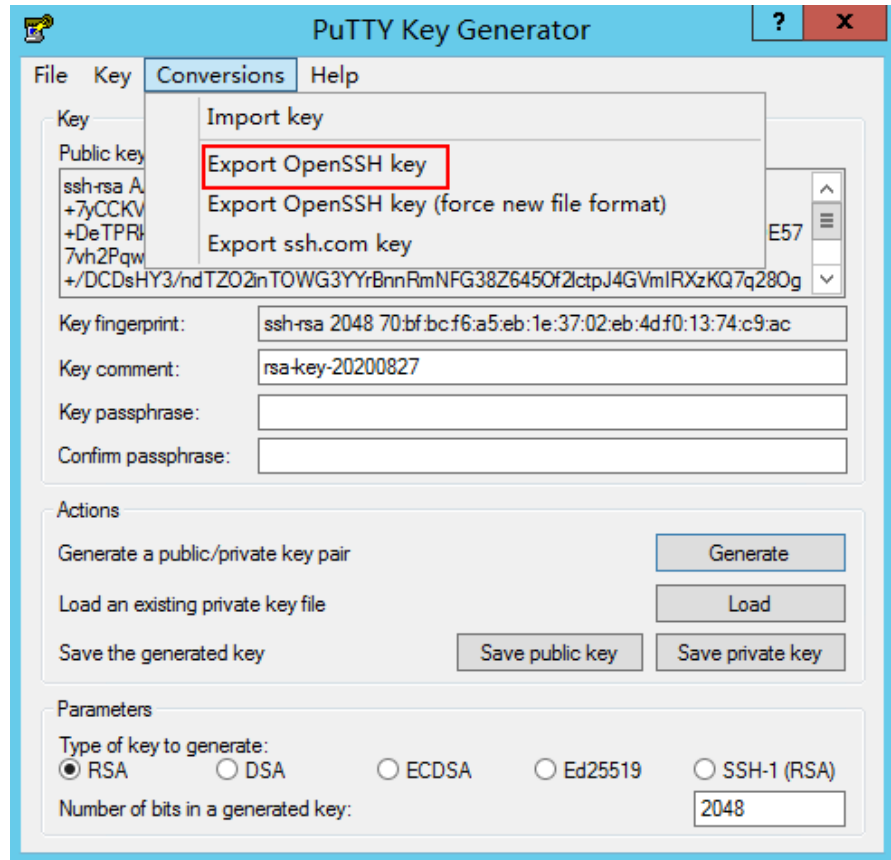 PuTTY Key Generator
? x
File Key Conversions Help
Import key
Export OpenSSH key
Export OpenSSH key (force new file format)
Export ssh.com key
Key
Public key
ssh-rsa A
+7yCCKV
+DeTPRk E57
7vh2Pqw
+/DCDsHY3/ndTZO2inTOWG3YYrBnnRmNFG38Z645Of2lctpJ4GVmIRXzKQ7q28Og
Key fingerprint: ssh-rsa 2048 70:bf:bc:f6:a5:eb:1e:37:02:eb:4d:f0:13:74:c9:ac
Key comment: rsa-key-20200827
Key passphrase:
Confirm passphrase:
Actions
Generate a public/private key pair Generate
Load an existing private key file Load
Save the generated key Save public key Save private key
Parameters
Type of key to generate:
RSA DSA ECDSA Ed25519 SSH-1 (RSA)
Number of bits in a generated key: 2048